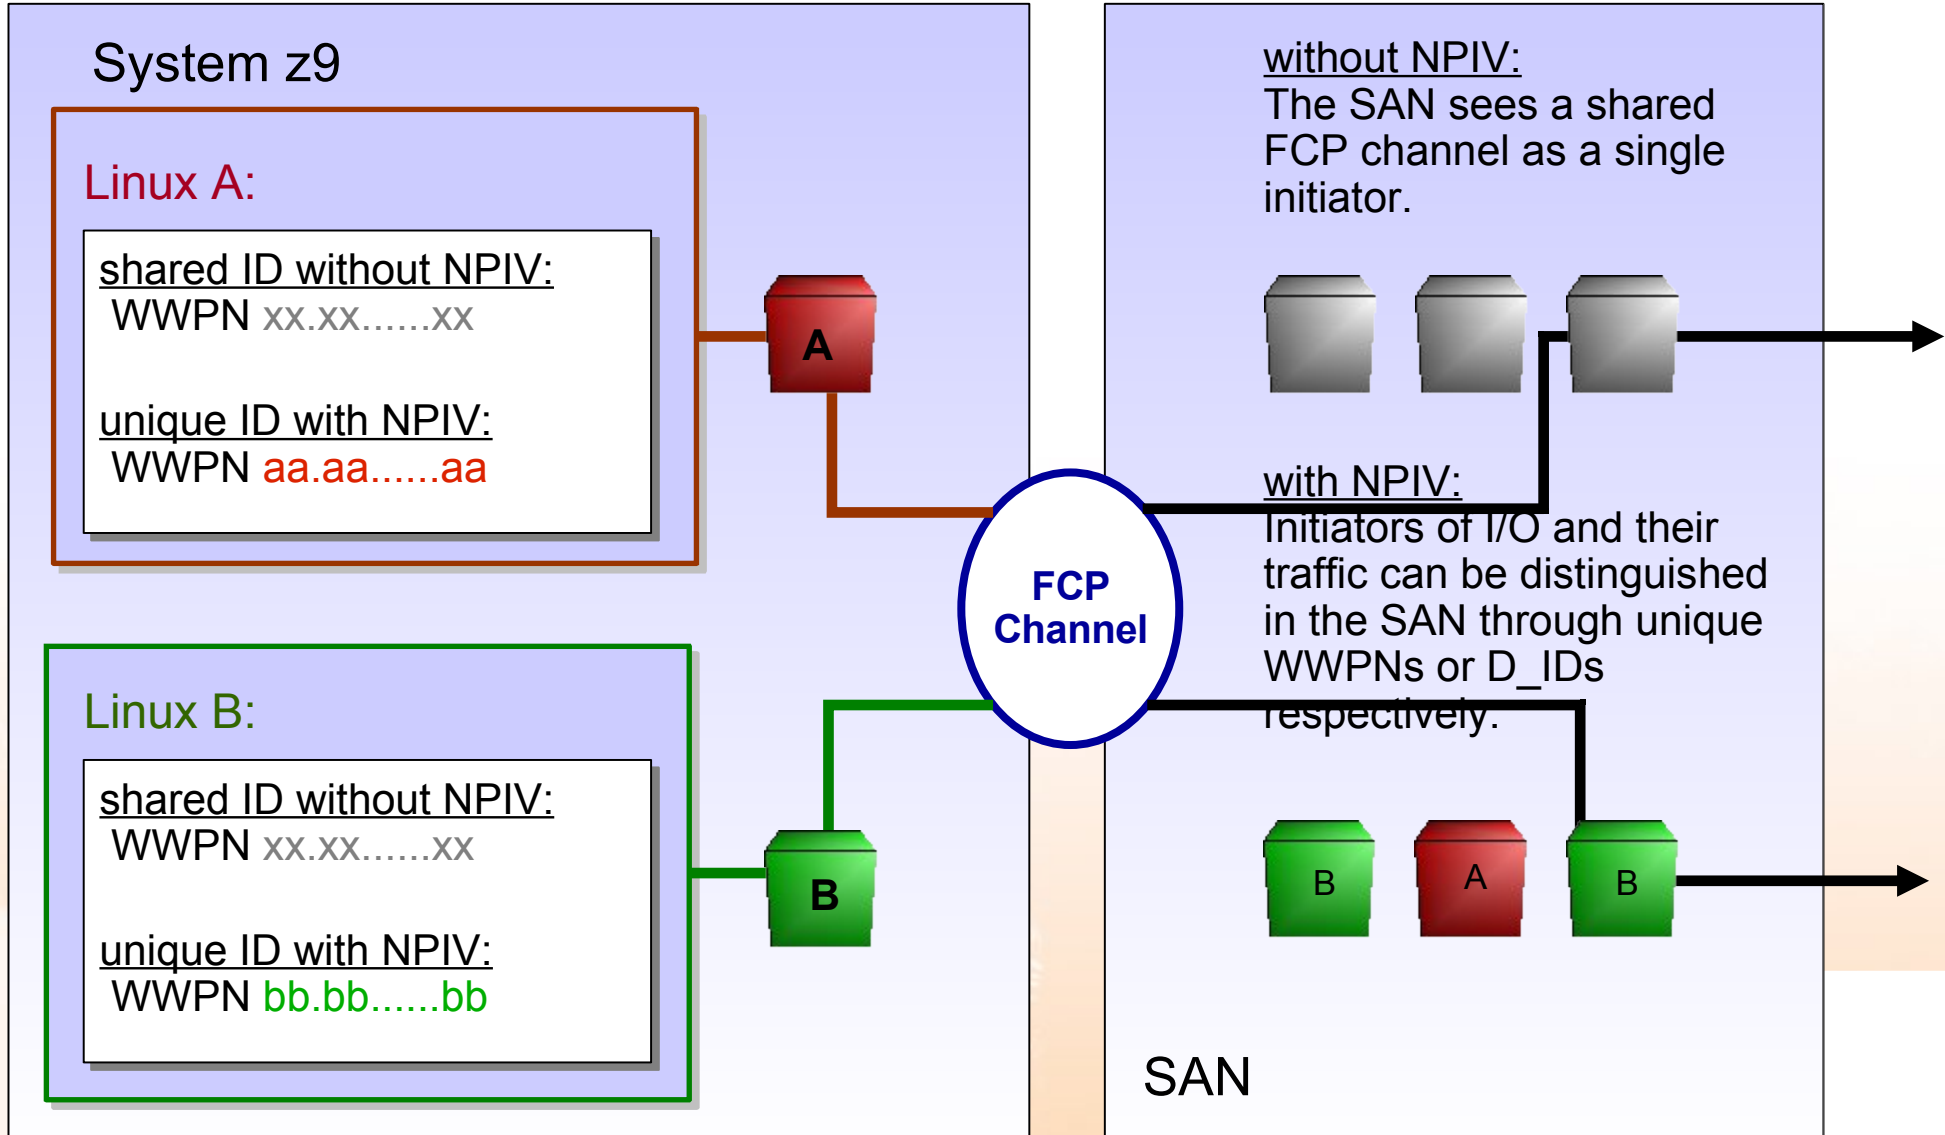 System z9
Linux A:
shared ID without NPIV:
WWPN xx.xx......xx
unique ID with NPIV:
WWPN aa.aa......aa
A
Linux B:
shared ID without NPIV:
WWPN xx.xx......xx
unique ID with NPIV:
WWPN bb.bb......bb
B
FCP
Channel
without NPIV:
The SAN sees a shared
FCP channel as a single
initiator.
with NPIV:
Initiators of I/O and their
traffic can be distinguished
in the SAN through unique
WWPNs or D_IDs
respectively.
B
A
B
SAN